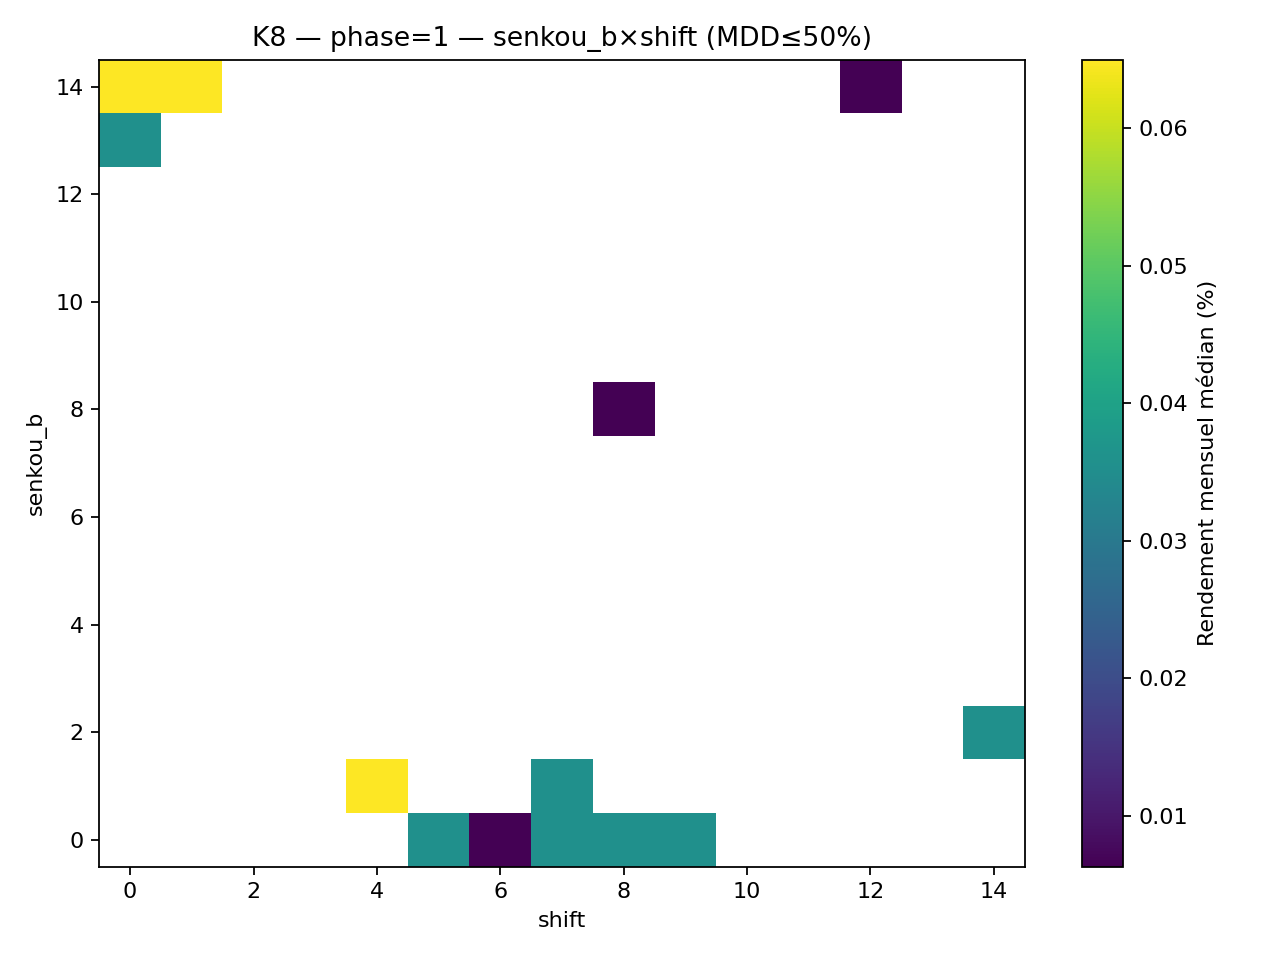 K8 — phase=1 — senkou_b×shift (MDD≤50%)
14
12
10
8
6
4
2
0
senkou_b
0 2 4 6 8 10 12 14
shift
0.06
0.05
0.04
0.03
0.02
0.01
Rendement mensuel médian (%)